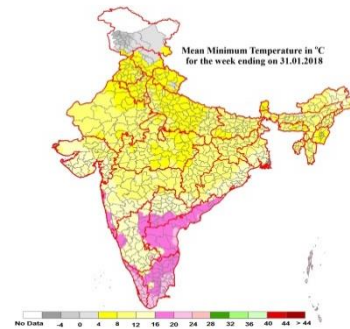 Mean Minimum Temperature in °C
for the week ending on 31.01.2018
No Data -4 0 4 8 12 16 20 24 28 32 36 40 44 > 44